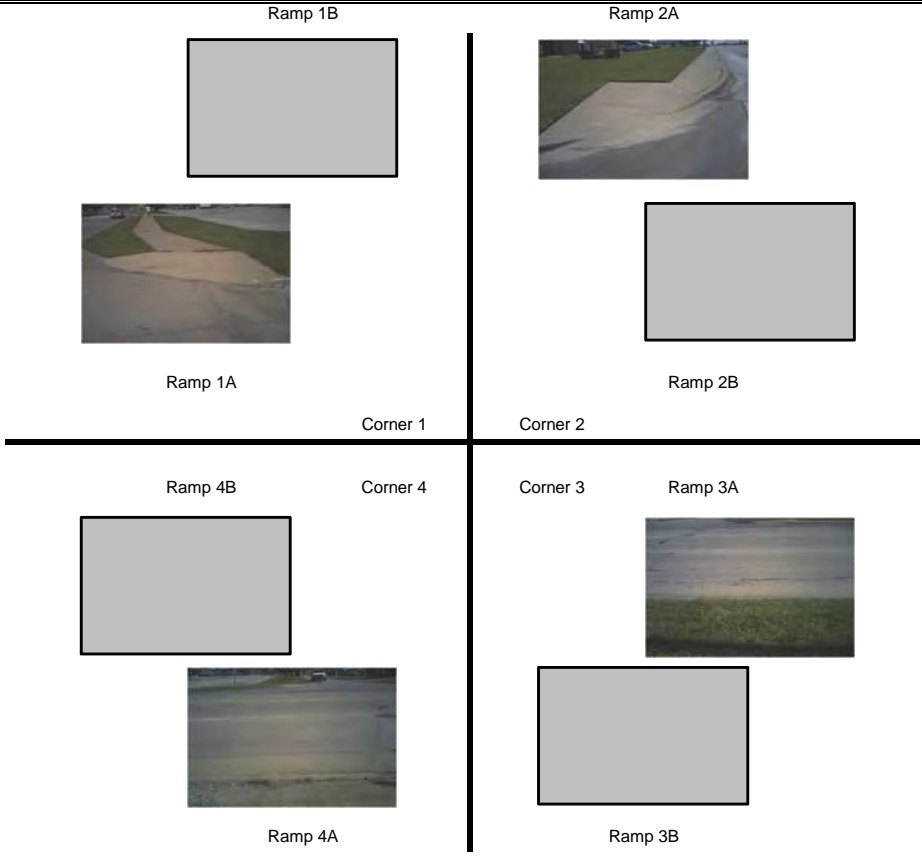 Ramp 1B Ramp 2A
Ramp 1A Ramp 2B
Corner 1 Corner 2
Ramp 4B Corner 4 Corner 3 Ramp 3A
Ramp 4A Ramp 3B